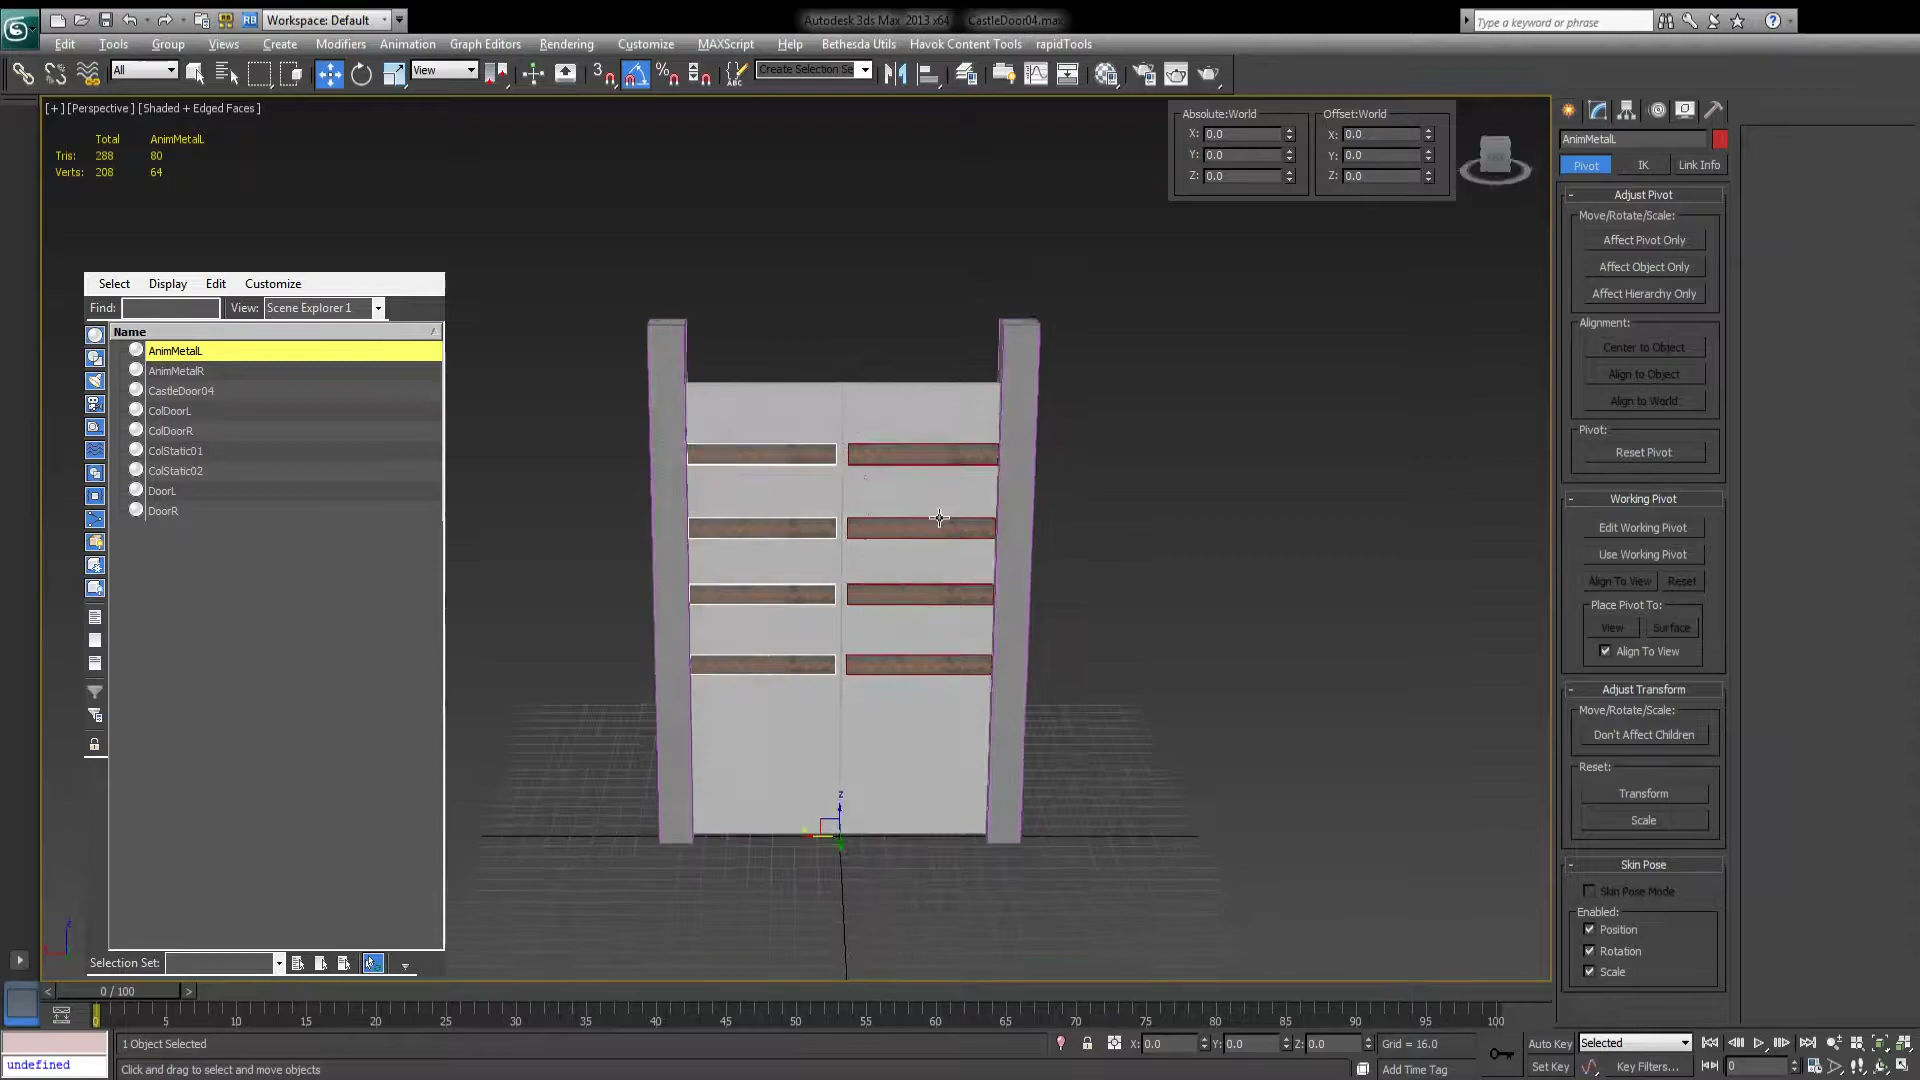 Workspace: Default
Autodesk 3ds Max 2013 x64
CastleDoor04.max
Type a keyword or phrase
Edit
Tools
Group
Views
Create
Modifiers
Animation
Graph Editors
Rendering
Customize
MAXScript
Help
Bethesda Utils
Havok Content Tools
rapidTools
All
View
3
ABC
Create Selection Se
[+][Perspective][Shaded + Edged Faces]
Total AnimMetalL
Tris: 288 80
Verts: 208 64
Absolute:World
Offset:World
X: 0.0
X: 0.0
Y: 0.0
Y: 0.0
Z: 0.0
Z: 0.0
AnimMetalL
Pivot
IK
Link Info
- Adjust Pivot
Move/Rotate/Scale:
Affect Pivot Only
Affect Object Only
Affect Hierarchy Only
Alignment:
Center to Object
Align to Object
Align to World
Pivot:
Reset Pivot
- Working Pivot
Edit Working Pivot
Use Working Pivot
Align To View
Reset
Place Pivot To:
View
Surface
Align To View
- Adjust Transform
Move/Rotate/Scale:
Don't Affect Children
Reset:
Transform
Scale
- Skin Pose
Skin Pose Mode
Enabled:
Position
Rotation
Scale
Select
Display
Edit
Customize
Find:
View: Scene Explorer 1
Name
AnimMetalL
AnimMetalR
CastleDoor04
ColDoorL
ColDoorR
ColStatic01
ColStatic02
DoorL
DoorR
Selection Set:
z
z
< 0 / 100 >
0 5 10 15 20 25 30 35 40 45 50 55 60 65 70 75 80 85 90 95 100
undefined
1 Object Selected
Click and drag to select and move objects
X: 0.0
Y: 0.0
Z: 0.0
Grid = 16.0
Add Time Tag
Auto Key
Selected
Set Key
Key Filters...
0